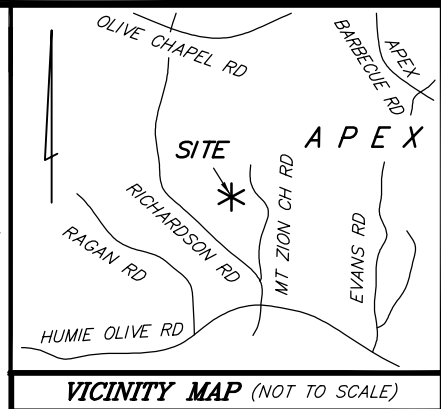 OLIVE CHAPEL RD
APEX
BARBECUE RD
APEX
SITE
RICHARDSON RD
MT ZION CH RD
RAGAN RD
EVANS RD
HUMIE OLIVE RD
VICINITY MAP (NOT TO SCALE)